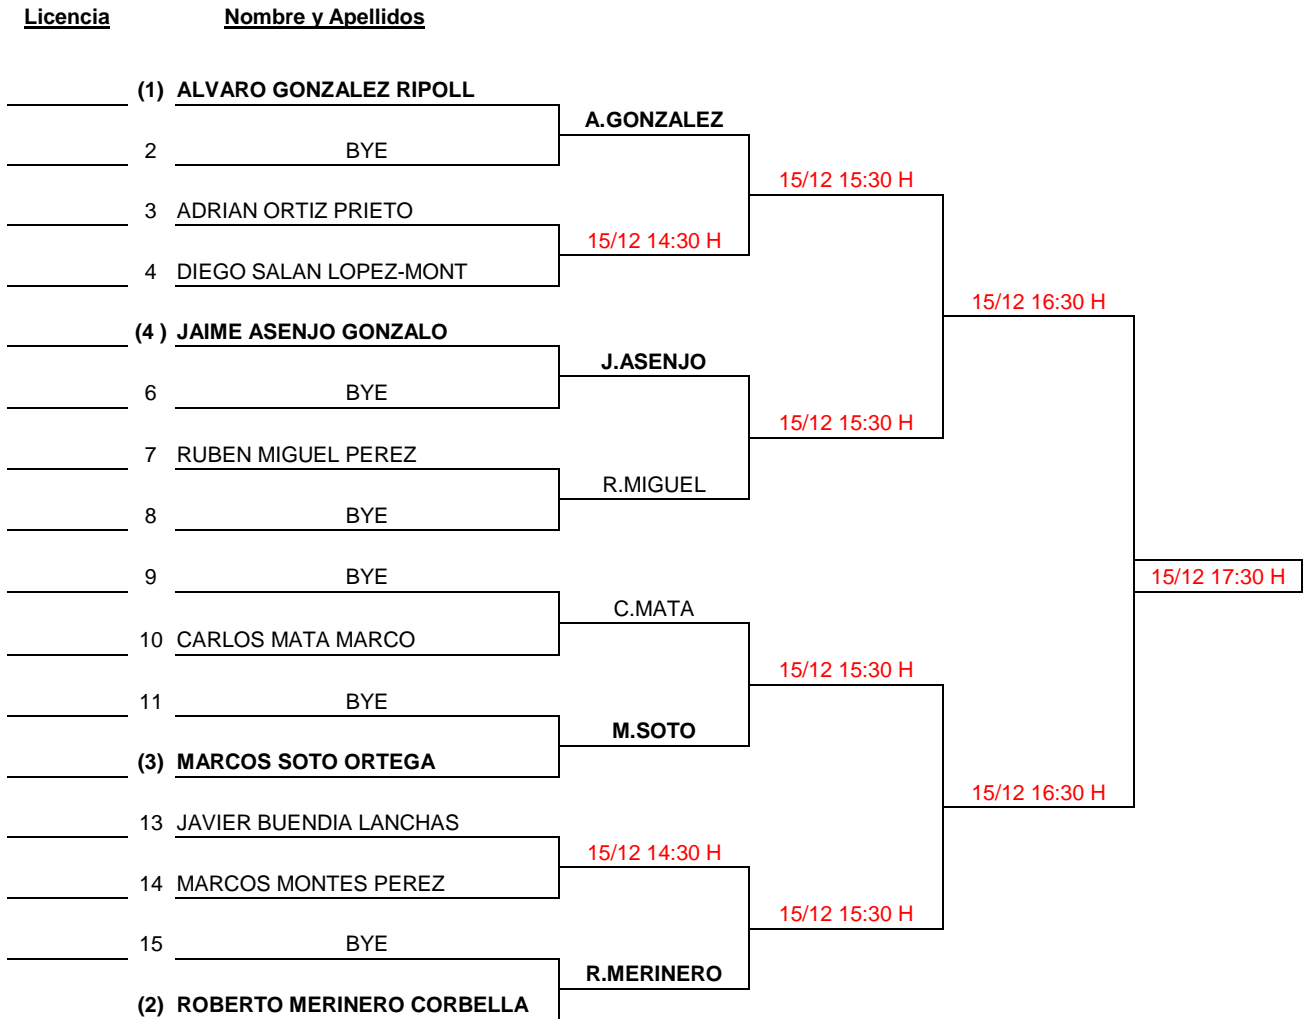 Licencia Nombre y Apellidos
(1) ALVARO GONZALEZ RIPOLL
A.GONZALEZ
2 BYE
15/12 15:30 H
3 ADRIAN ORTIZ PRIETO
15/12 14:30 H
4 DIEGO SALAN LOPEZ-MONT
15/12 16:30 H
(4 ) JAIME ASENJO GONZALO
J.ASENJO
6 BYE
15/12 15:30 H
7 RUBEN MIGUEL PEREZ
R.MIGUEL
8 BYE
9 BYE
15/12 17:30 H
C.MATA
10 CARLOS MATA MARCO
15/12 15:30 H
11 BYE
M.SOTO
(3) MARCOS SOTO ORTEGA
15/12 16:30 H
13 JAVIER BUENDIA LANCHAS
15/12 14:30 H
14 MARCOS MONTES PEREZ
15/12 15:30 H
15 BYE
R.MERINERO
(2) ROBERTO MERINERO CORBELLA